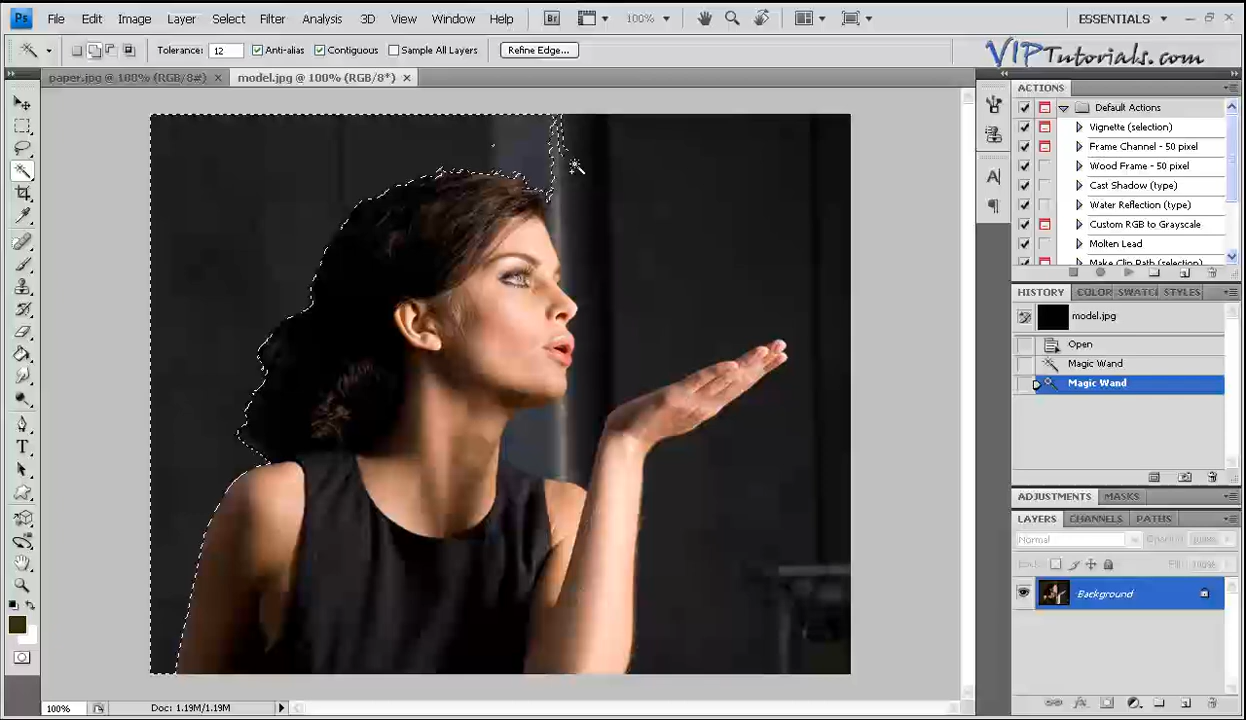 Ps File Edit Image Layer Select Filter Analysis 3D View Window Help Br 100% ESSENTIALS
Tolerance: 12 Anti-alias Contiguous Sample All Layers Refine Edge...
VIPTutorials.com
paper.jpg @ 100% (RGB/8#) model.jpg @ 100% (RGB/8*)
ACTIONS
Default Actions
Vignette (selection)
Frame Channel - 50 pixel
Wood Frame - 50 pixel
Cast Shadow (type)
Water Reflection (type)
Custom RGB to Grayscale
Molten Lead
Make Clip Path (selection)
HISTORY COLOR SWATC STYLES
model.jpg
Open
Magic Wand
Magic Wand
ADJUSTMENTS MASKS
LAYERS CHANNELS PATHS
Normal Opacity: 100%
Lock: Fill: 100%
Background
100% Doc: 1.19M/1.19M